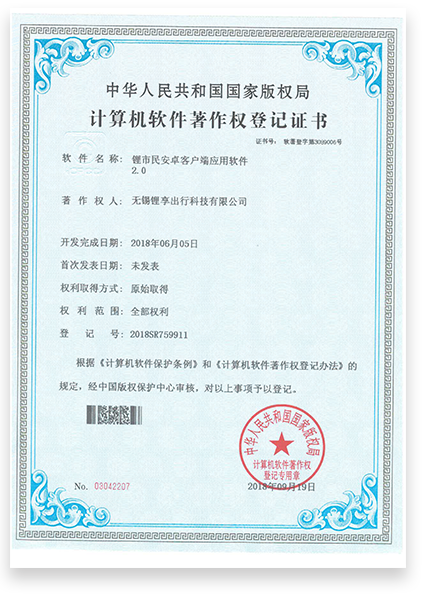 中华人民共和国国家版权局
计算机软件著作权登记证书
证书号： 软著登字第3089006号
软件名称： 锂市民安卓客户端应用软件
2.0
著作权人： 无锡锂享出行科技有限公司
开发完成日期： 2018年06月05日
首次发表日期： 未发表
权利取得方式： 原始取得
权利范围： 全部权利
登记号： 2018SR759911
根据《计算机软件保护条例》和《计算机软件著作权登记办法》的
规定，经中国版权保护中心审核，对以上事项予以登记。
中华人民共和国国家版权局
计算机软件著作权
登记专用章
No. 03042207
2018年09月19日